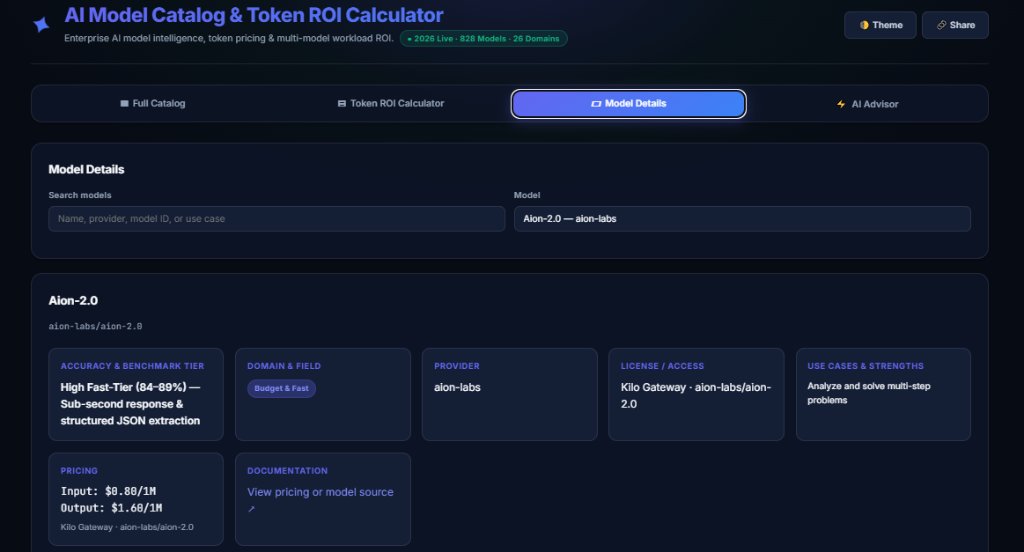 AI Model Catalog & Token ROI Calculator
Enterprise AI model intelligence, token pricing & multi-model workload ROI.
2026 Live · 828 Models · 26 Domains
Theme
Share
Full Catalog
Token ROI Calculator
Model Details
AI Advisor
Model Details
Search models
Name, provider, model ID, or use case
Model
Aion-2.0 — aion-labs
Aion-2.0
aion-labs/aion-2.0
ACCURACY & BENCHMARK TIER
High Fast-Tier (84–89%) —
Sub-second response &
structured JSON extraction
DOMAIN & FIELD
Budget & Fast
PROVIDER
aion-labs
LICENSE / ACCESS
Kilo Gateway · aion-labs/aion-
2.0
USE CASES & STRENGTHS
Analyze and solve multi-step
problems
PRICING
Input: $0.80/1M
Output: $1.60/1M
Kilo Gateway · aion-labs/aion-2.0
DOCUMENTATION
View pricing or model source
↗